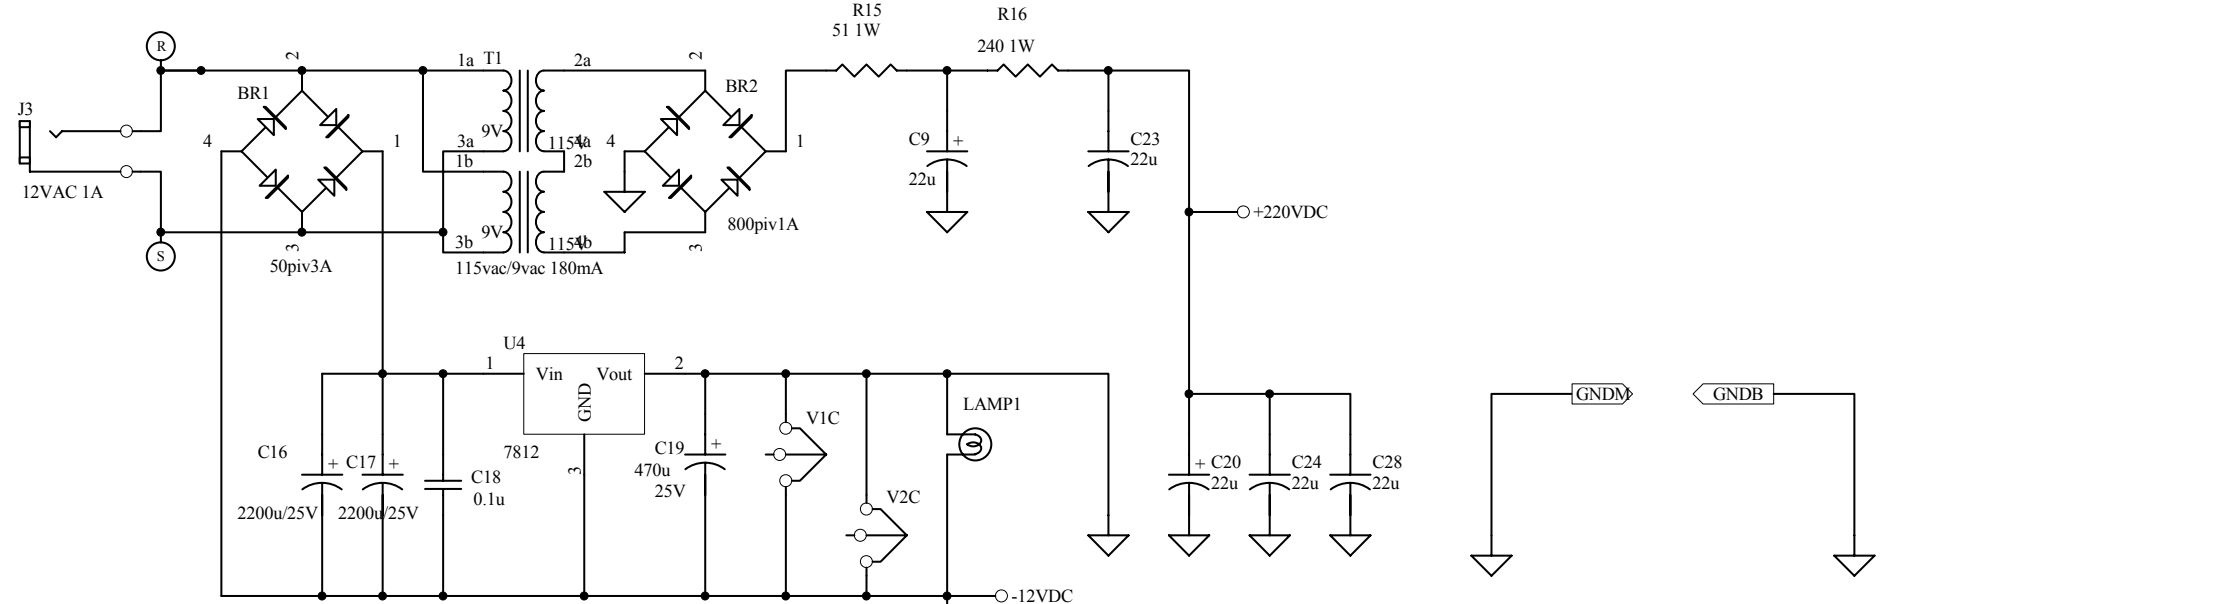 R15
51 1W
R16
240 1W
R
2
1a
T1
2a
2
BR1
BR2
J3
9V
115V
4
1
3a
4a
4
1
C9
+
22u
C23
22u
1b
2b
12VAC 1A
9V
115V
3b
4b
S
3
50piv3A
115vac/9vac 180mA
800piv1A
3
+220VDC
U4
1
Vin
Vout
2
GND
7812
3
C16
+
2200u/25V
C17
+
2200u/25V
C18
0.1u
C19
+
470u
25V
V1C
V2C
LAMP1
+
C20
22u
C24
22u
C28
22u
GNDM
GNDB
-12VDC